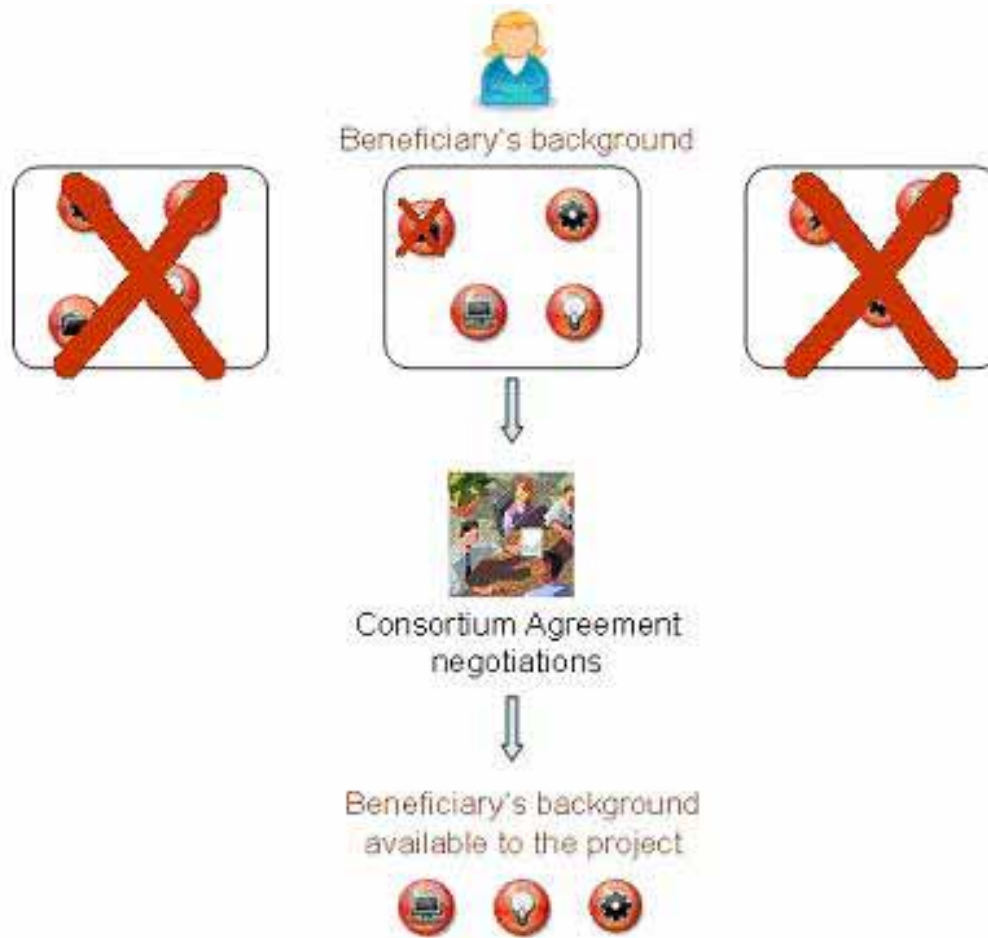 Beneficiary's background
Consortium Agreement
negotiations
Beneficiary's background
available to the project